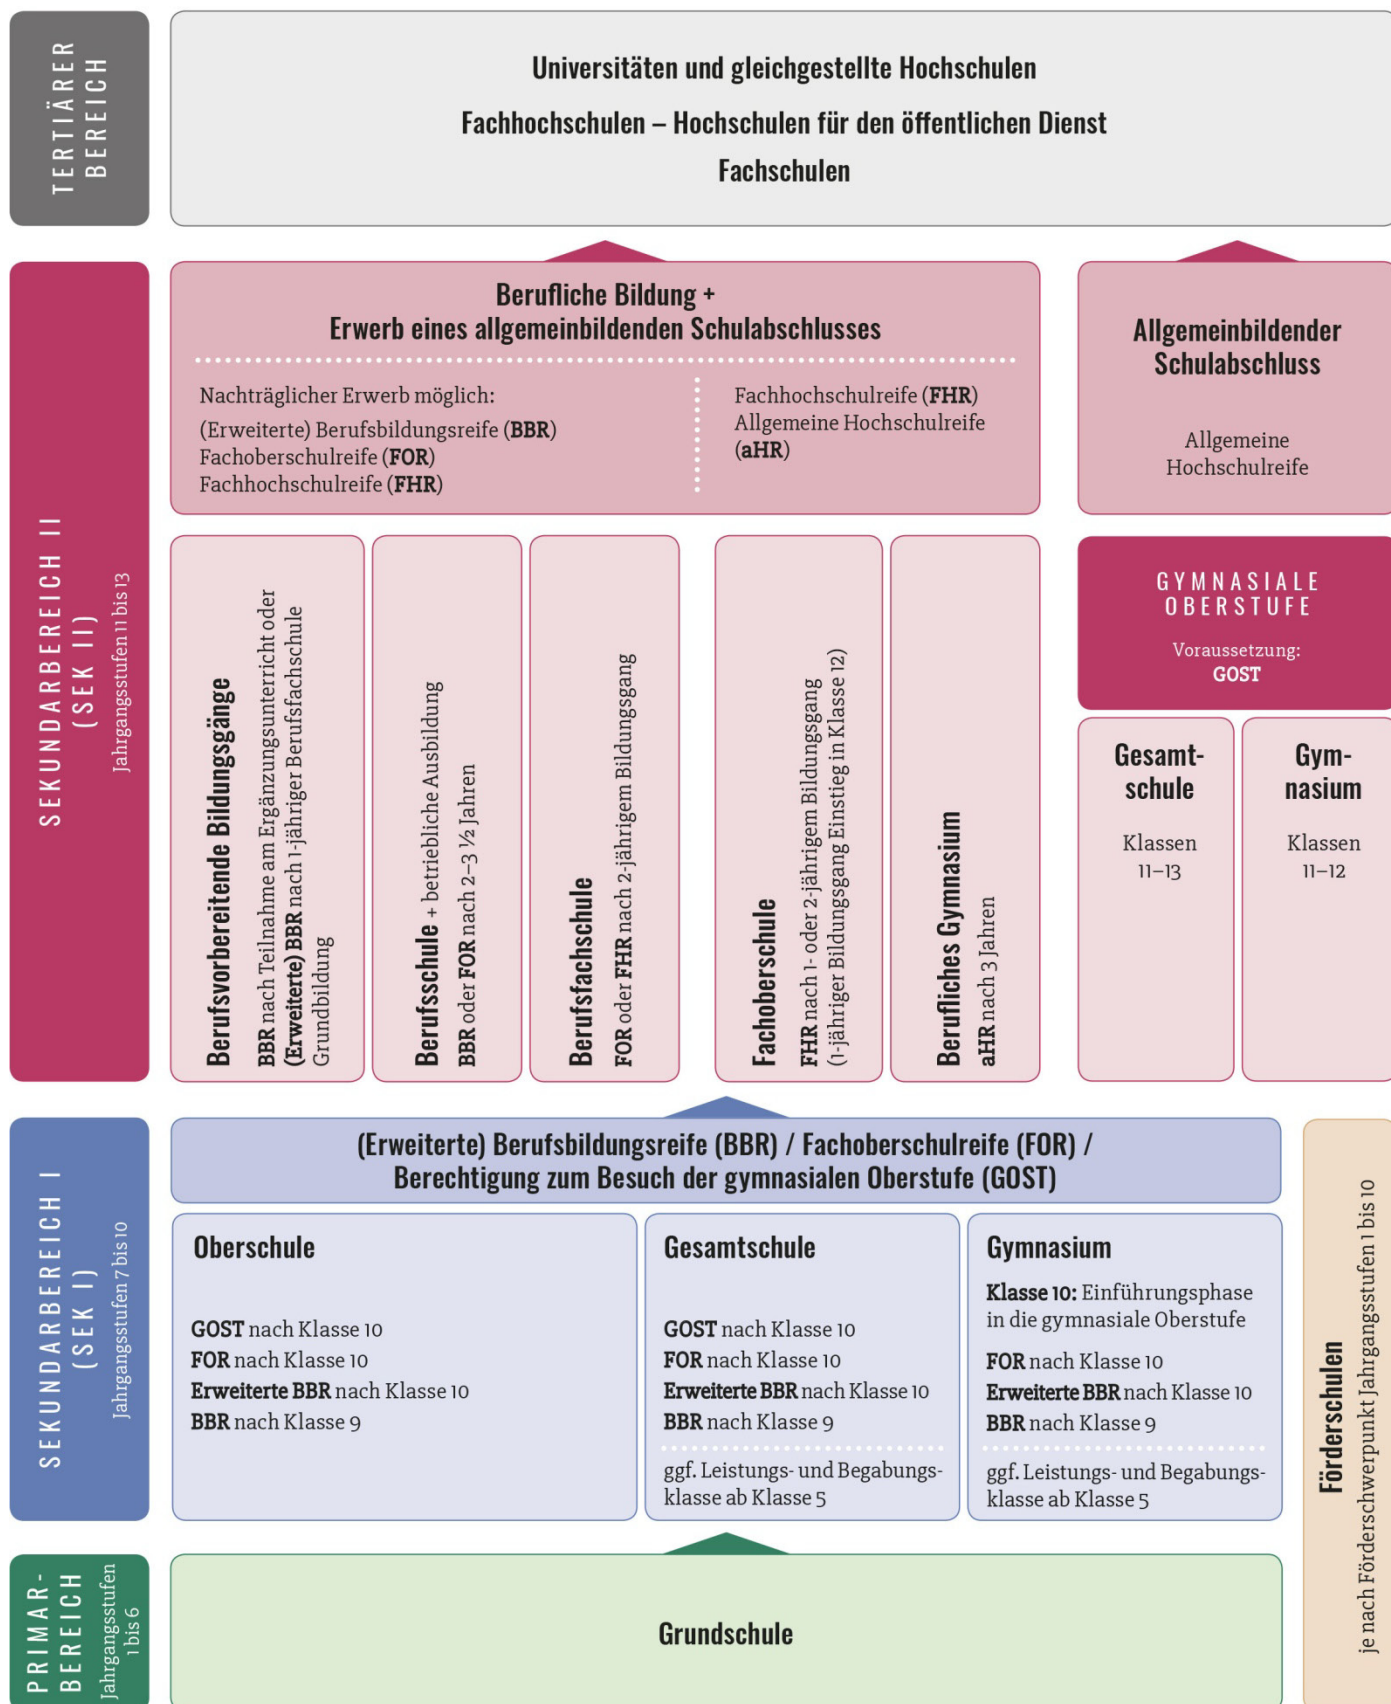 TERTIÄRER
BEREICH
Universitäten und gleichgestellte Hochschulen
Fachhochschulen – Hochschulen für den öffentlichen Dienst
Fachschulen
SEKUNDARBEREICH II
(SEK II)
Jahrgangsstufen 11 bis 13
Berufliche Bildung +
Erwerb eines allgemeinbildenden Schulabschlusses
Nachträglicher Erwerb möglich:
(Erweiterte) Berufsbildungsreife (BBR)
Fachoberschulreife (FOR)
Fachhochschulreife (FHR)
Fachhochschulreife (FHR)
Allgemeine Hochschulreife
(aHR)
Allgemeinbildender
Schulabschluss
Allgemeine
Hochschulreife
Berufsvorbereitende Bildungsgänge
BBR nach Teilnahme am Ergänzungsunterricht oder
(Erweiterte) BBR nach 1-jähriger Berufsfachschule
Grundbildung
Berufsschule + betriebliche Ausbildung
BBR oder FOR nach 2–3 ½ Jahren
Berufsfachschule
FOR oder FHR nach 2-jährigem Bildungsgang
Fachoberschule
FHR nach 1- oder 2-jährigem Bildungsgang
(1-jähriger Bildungsgang Einstieg in Klasse 12)
Berufliches Gymnasium
aHR nach 3 Jahren
GYMNASIALE
OBERSTUFE
Voraussetzung:
GOST
Gesamt-
schule
Klassen
11–13
Gym-
nasium
Klassen
11–12
SEKUNDARBEREICH I
(SEK I)
Jahrgangsstufen 7 bis 10
(Erweiterte) Berufsbildungsreife (BBR) / Fachoberschulreife (FOR) /
Berechtigung zum Besuch der gymnasialen Oberstufe (GOST)
Oberschule
GOST nach Klasse 10
FOR nach Klasse 10
Erweiterte BBR nach Klasse 10
BBR nach Klasse 9
Gesamtschule
GOST nach Klasse 10
FOR nach Klasse 10
Erweiterte BBR nach Klasse 10
BBR nach Klasse 9
ggf. Leistungs- und Begabungs-
klasse ab Klasse 5
Gymnasium
Klasse 10: Einführungsphase
in die gymnasiale Oberstufe
FOR nach Klasse 10
Erweiterte BBR nach Klasse 10
BBR nach Klasse 9
ggf. Leistungs- und Begabungs-
klasse ab Klasse 5
Förderschulen
je nach Förderschwerpunkt Jahrgangsstufen 1 bis 10
PRIMAR-
BEREICH
Jahrgangsstufen
1 bis 6
Grundschule